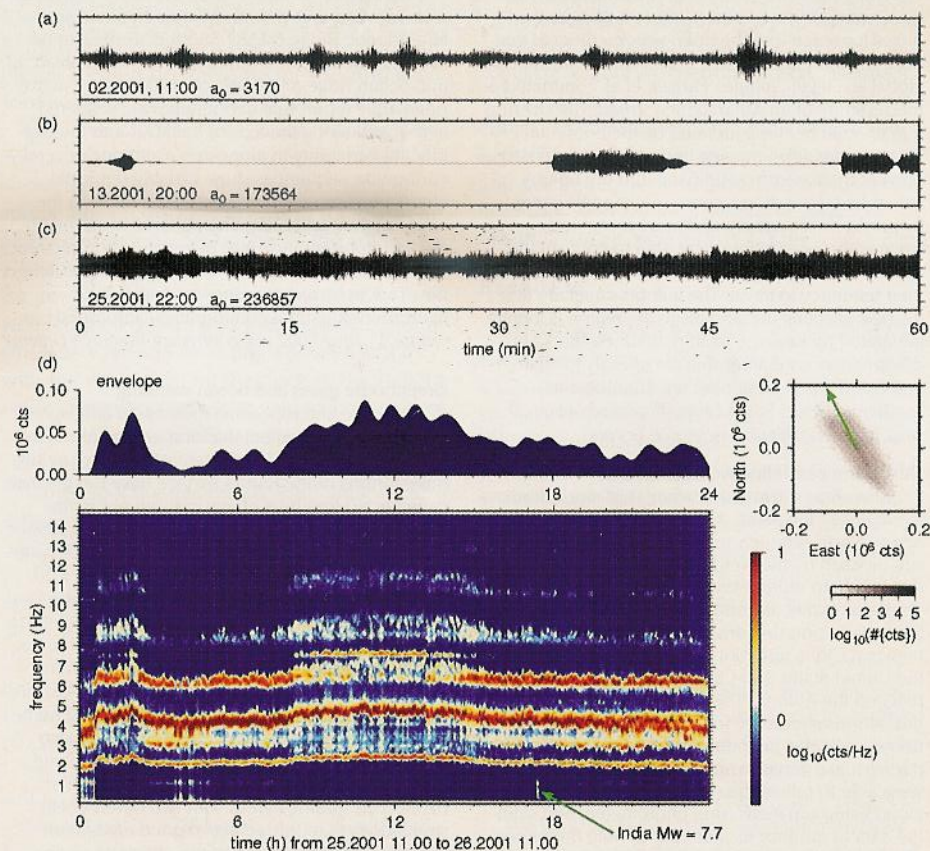 (a)
02.2001, 11:00 a₀ = 3170
(b)
13.2001, 20:00 a₀ = 173564
(c)
25.2001, 22:00 a₀ = 236857
0 15 30 45 60
time (min)
(d)
envelope
10⁶ cts
0.10
0.05
0.00
0 6 12 18 24
frequency (Hz)
14
13
12
11
10
9
8
7
6
5
4
3
2
1
0 6 12 18
time (h) from 25.2001 11.00 to 26.2001 11.00
India Mw = 7.7
North (10⁶ cts)
0.2
0.0
-0.2
-0.2 0.0 0.2
East (10⁶ cts)
1
0
log₁₀(cts/Hz)
0 1 2 3 4 5
log₁₀(#{cts})